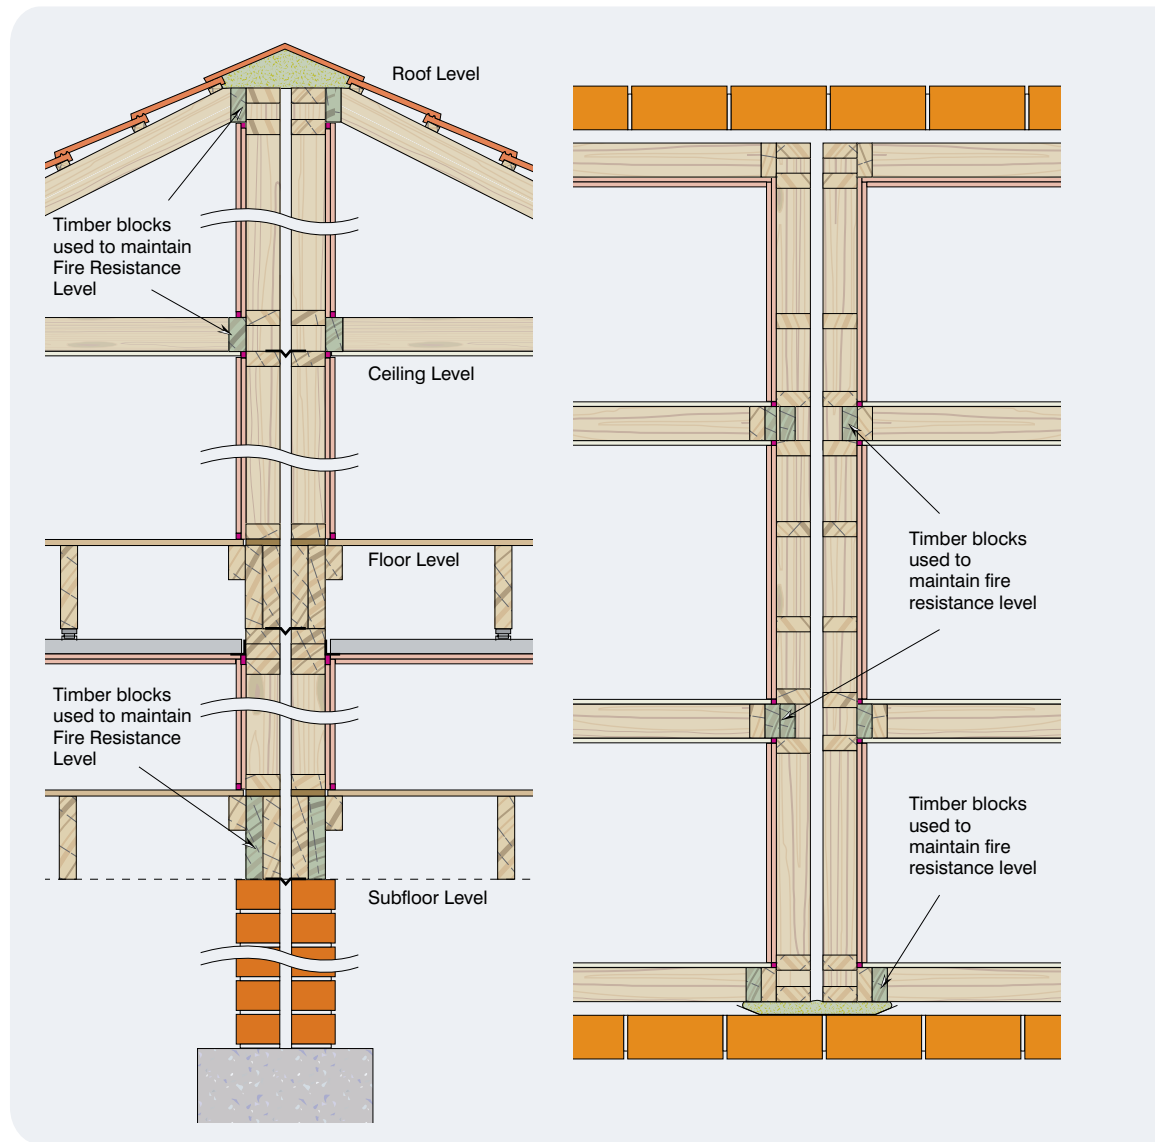 Roof Level
Timber blocks
used to maintain
Fire Resistance
Level
Ceiling Level
Floor Level
Timber blocks
used to maintain
Fire Resistance
Level
Subfloor Level
Timber blocks
used to
maintain fire
resistance level
Timber blocks
used to
maintain fire
resistance level